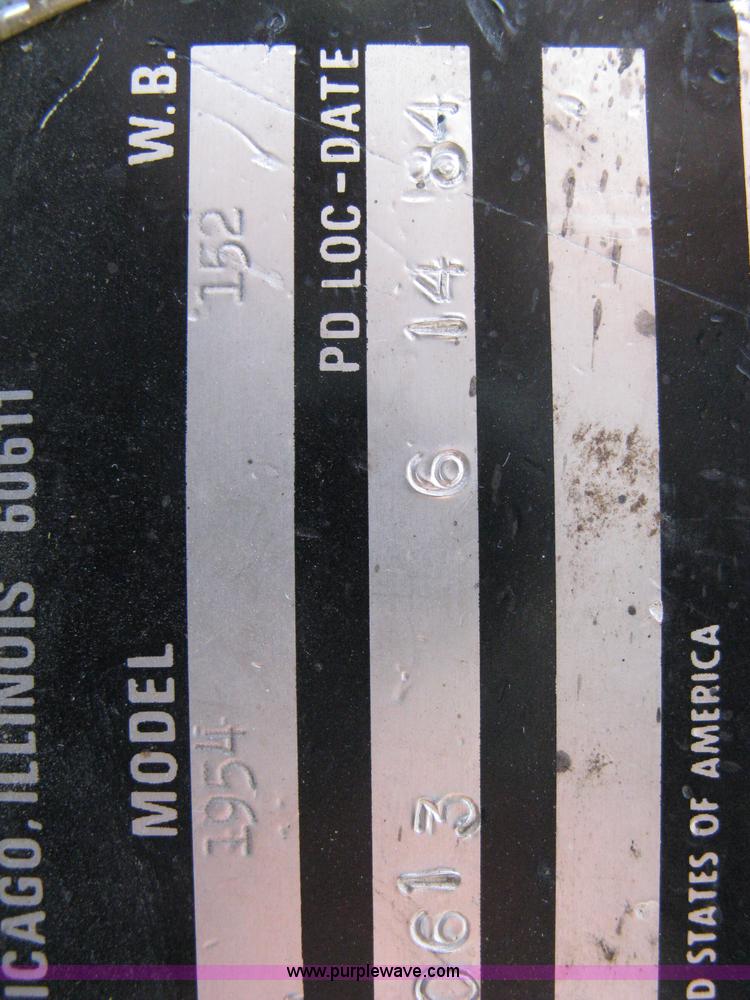 ICAGO, ILLINOIS 60611
MODEL W.B.
1954 152
PD LOC-DATE
0613 6 14 84
D STATES OF AMERICA
www.purplewave.com